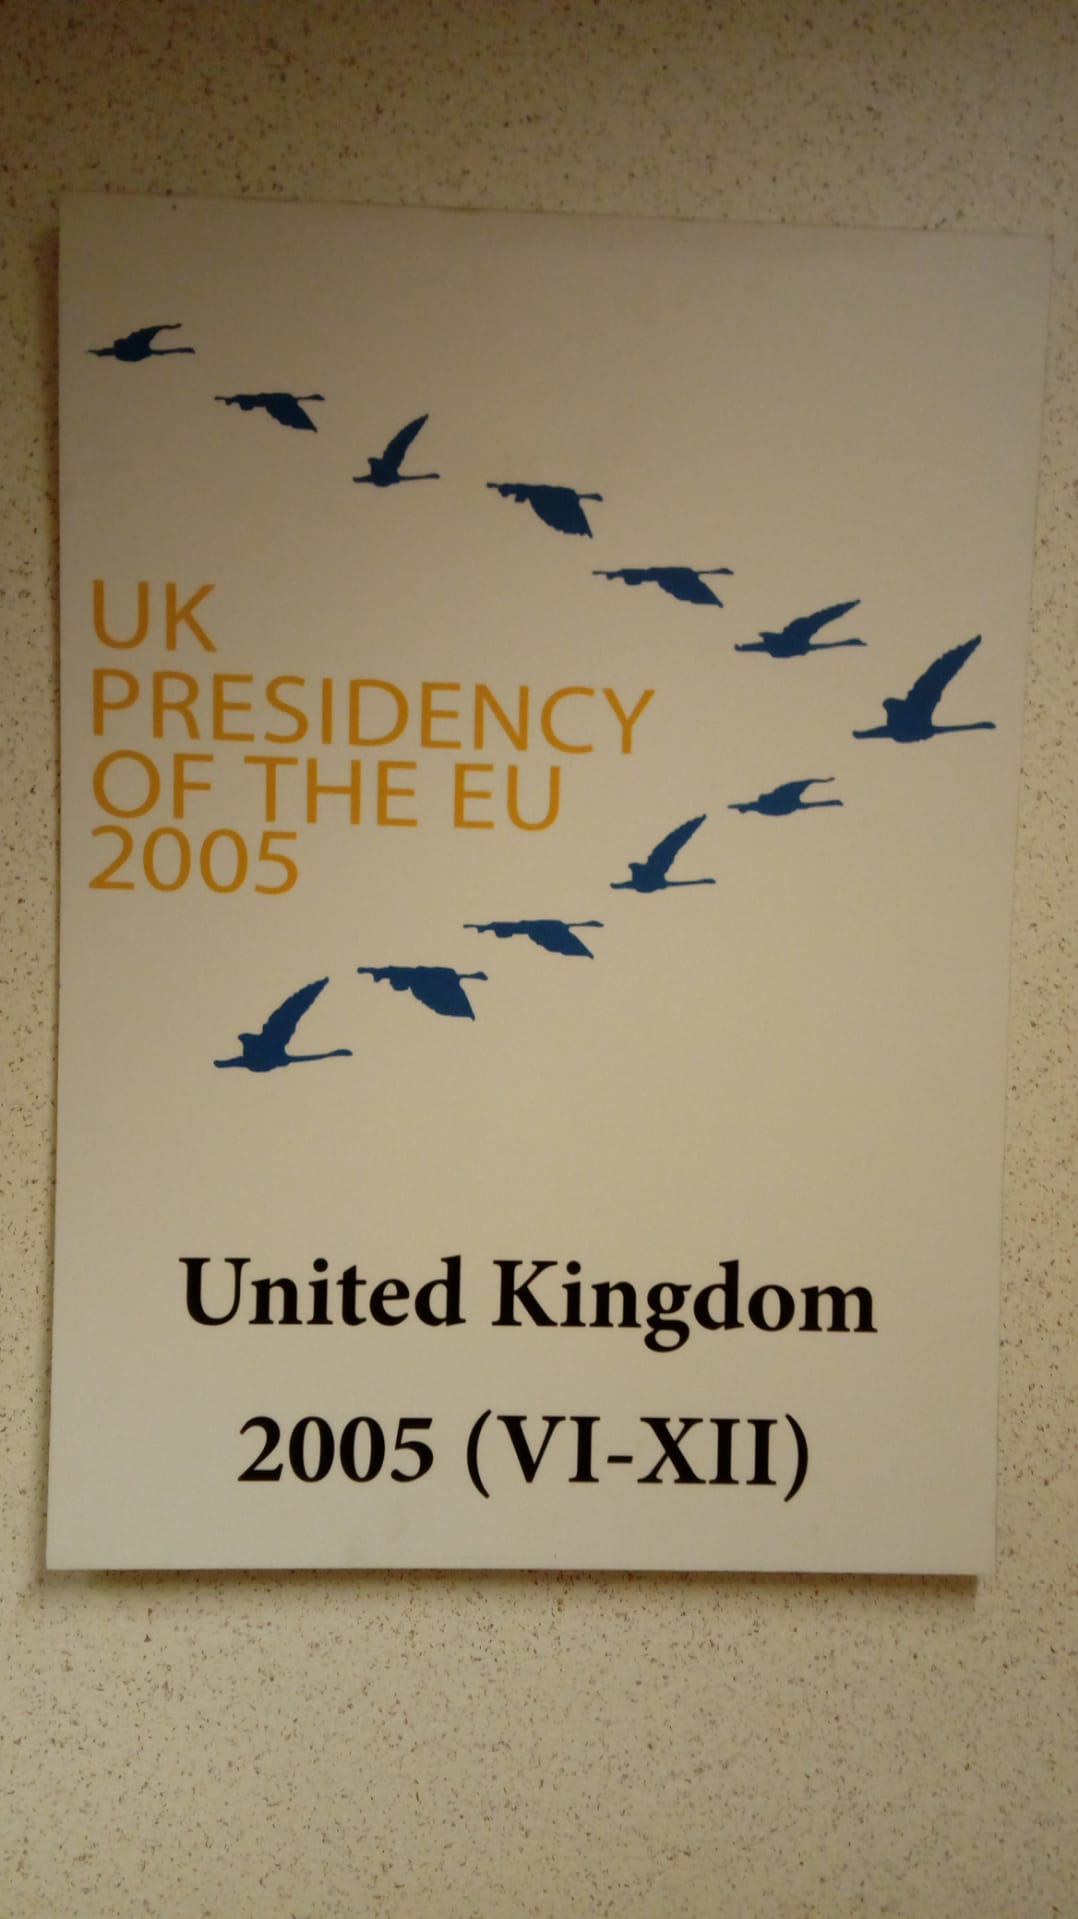 UK
PRESIDENCY
OF THE EU
2005
United Kingdom
2005 (VI-XII)